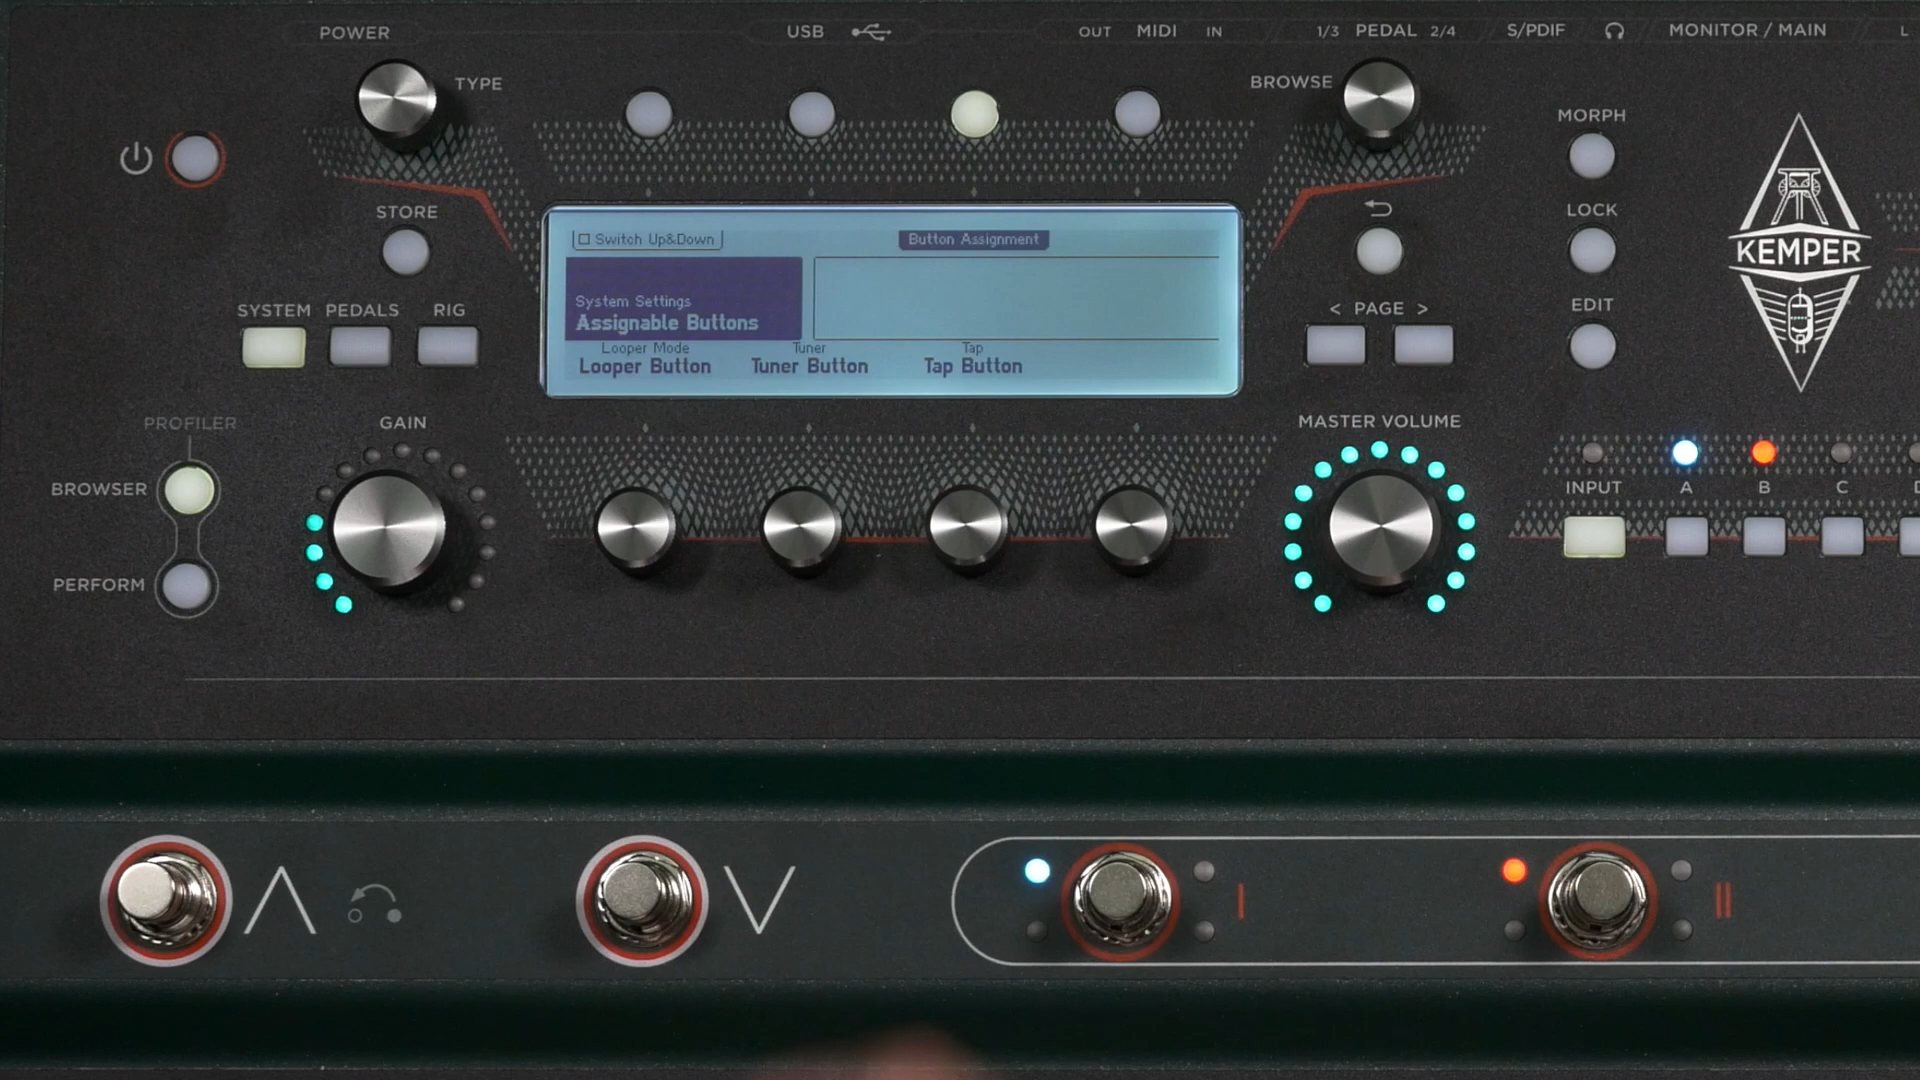 POWER
USB
OUT MIDI IN
1/3 PEDAL 2/4
S/PDIF
MONITOR / MAIN
L
TYPE
BROWSE
MORPH
STORE
LOCK
Switch Up&Down
Button Assignment
KEMPER
System Settings
Assignable Buttons
SYSTEM
PEDALS
RIG
< PAGE >
EDIT
Looper Mode
Tuner
Tap
Looper Button
Tuner Button
Tap Button
PROFILER
GAIN
MASTER VOLUME
BROWSER
INPUT
A
B
C
PERFORM
I
II